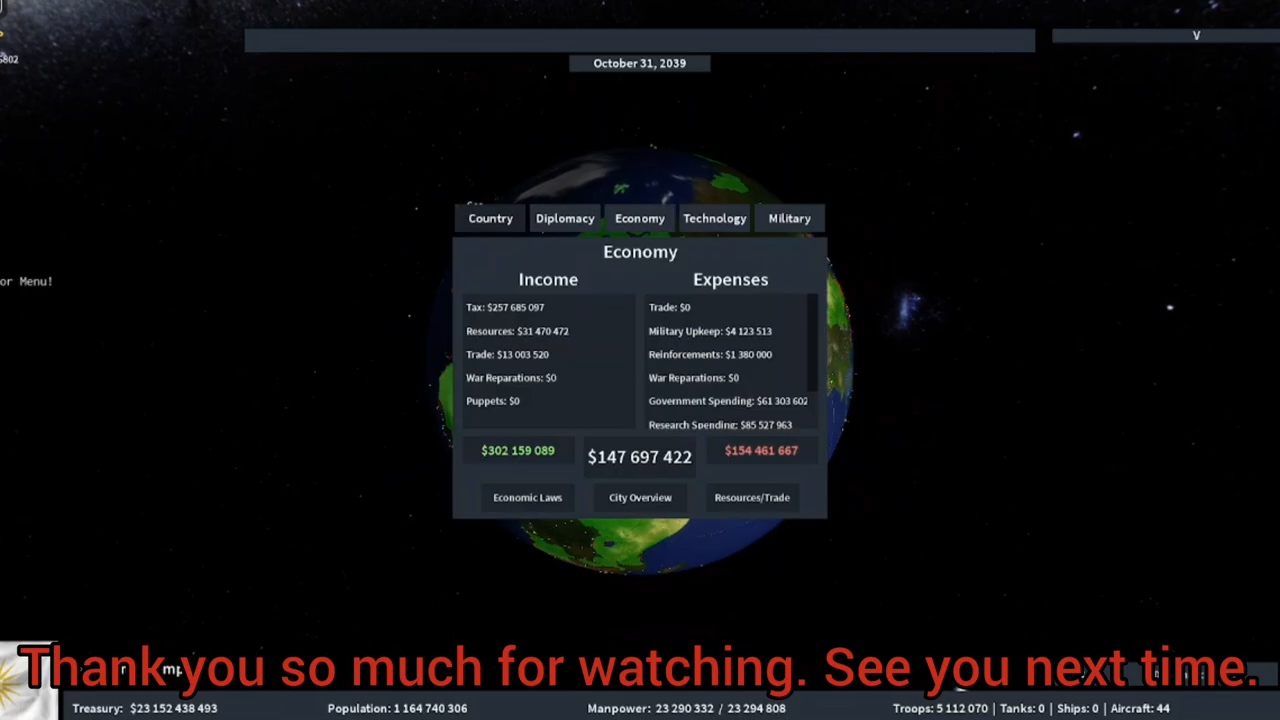 V
5802
October 31, 2039
Country Diplomacy Economy Technology Military
Economy
Income Expenses
Tax: $257 685 097
Resources: $31 470 472
Trade: $13 003 520
War Reparations: $0
Puppets: $0
Trade: $0
Military Upkeep: $4 123 513
Reinforcements: $1 380 000
War Reparations: $0
Government Spending: $61 303 602
Research Spending: $85 527 963
$302 159 089 $147 697 422 $154 461 667
Economic Laws City Overview Resources/Trade
or Menu!
Thank you so much for watching. See you next time.
Treasury: $23 152 438 493 Population: 1 164 740 306 Manpower: 23 290 332 / 23 294 808 Troops: 5 112 070 | Tanks: 0 | Ships: 0 | Aircraft: 44